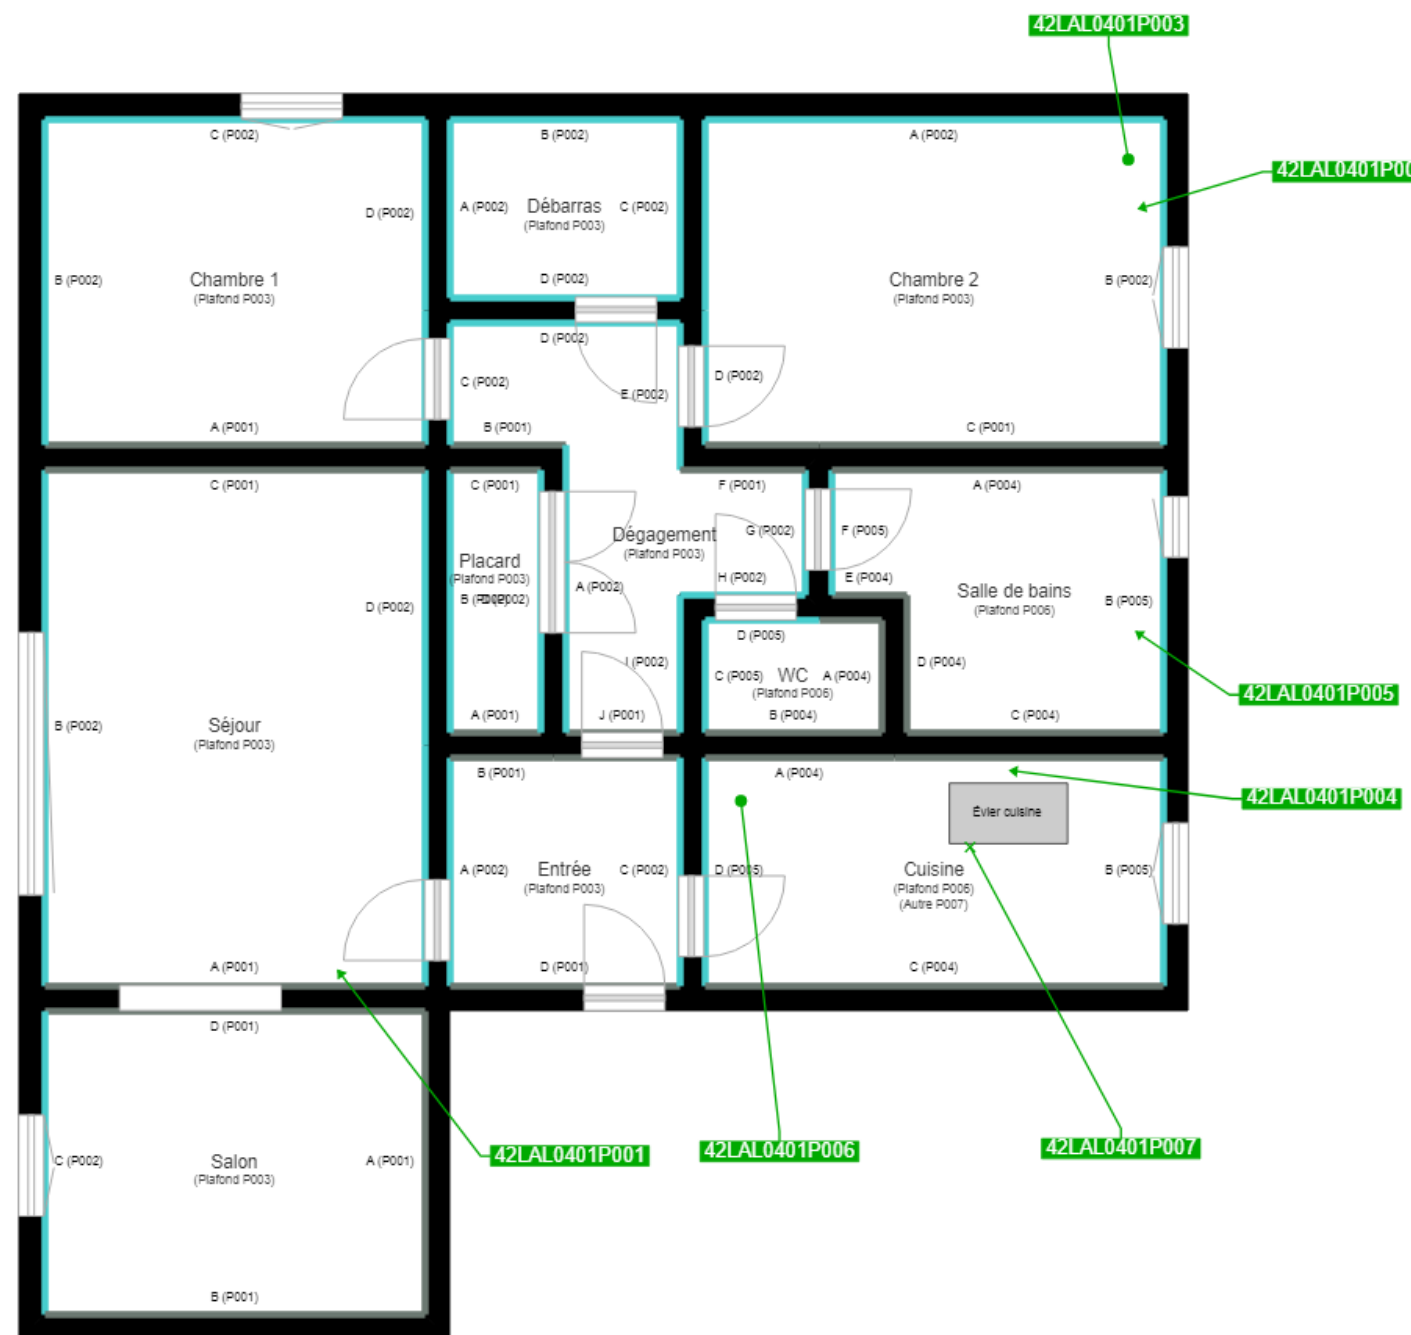 42LAL0401P003
C (P002)
B (P002)
A (P002)
42LAL0401P00
D (P002)
A (P002)
Débarras
C (P002)
(Plafond P003)
B (P002)
Chambre 1
(Plafond P003)
D (P002)
Chambre 2
(Plafond P003)
B (P002)
D (P002)
C (P002)
E (P002)
D (P002)
A (P001)
B (P001)
C (P001)
C (P001)
C (P001)
F (P001)
A (P004)
Dégagement
(Plafond P003)
G (P002)
F (P005)
Placard
(Plafond P003)
H (P002)
E (P004)
A (P002)
D (P002)
B (P002)
D (P002)
Salle de bains
(Plafond P006)
B (P005)
D (P005)
I (P002)
C (P005)
WC
A (P004)
(Plafond P006)
D (P004)
42LAL0401P005
B (P002)
Séjour
(Plafond P003)
A (P001)
J (P001)
B (P004)
C (P004)
B (P001)
A (P004)
42LAL0401P004
Évier cuisine
A (P002)
Entrée
C (P002)
(Plafond P003)
D (P005)
Cuisine
(Plafond P006)
(Autre P007)
B (P005)
A (P001)
D (P001)
C (P004)
D (P001)
C (P002)
Salon
(Plafond P003)
A (P001)
42LAL0401P001
42LAL0401P006
42LAL0401P007
B (P001)